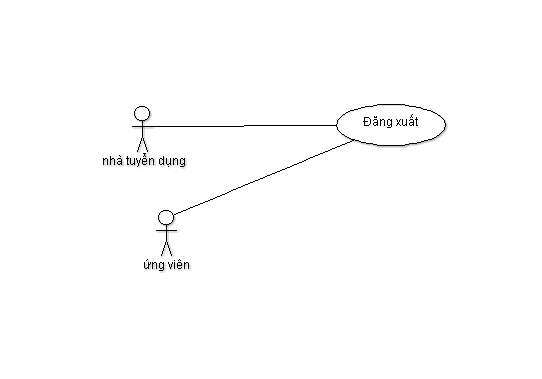 Đăng xuất
nhà tuyển dụng
ứng viên